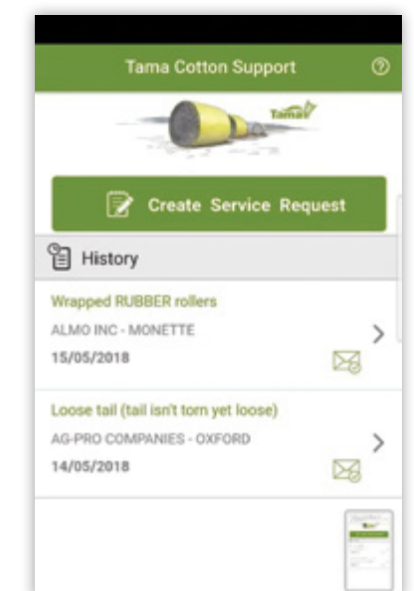 Tama Cotton Support
Tama
Create Service Request
History
Wrapped RUBBER rollers
ALMO INC - MONETTE
15/05/2018
Loose tail (tail isn't torn yet loose)
AG-PRO COMPANIES - OXFORD
14/05/2018